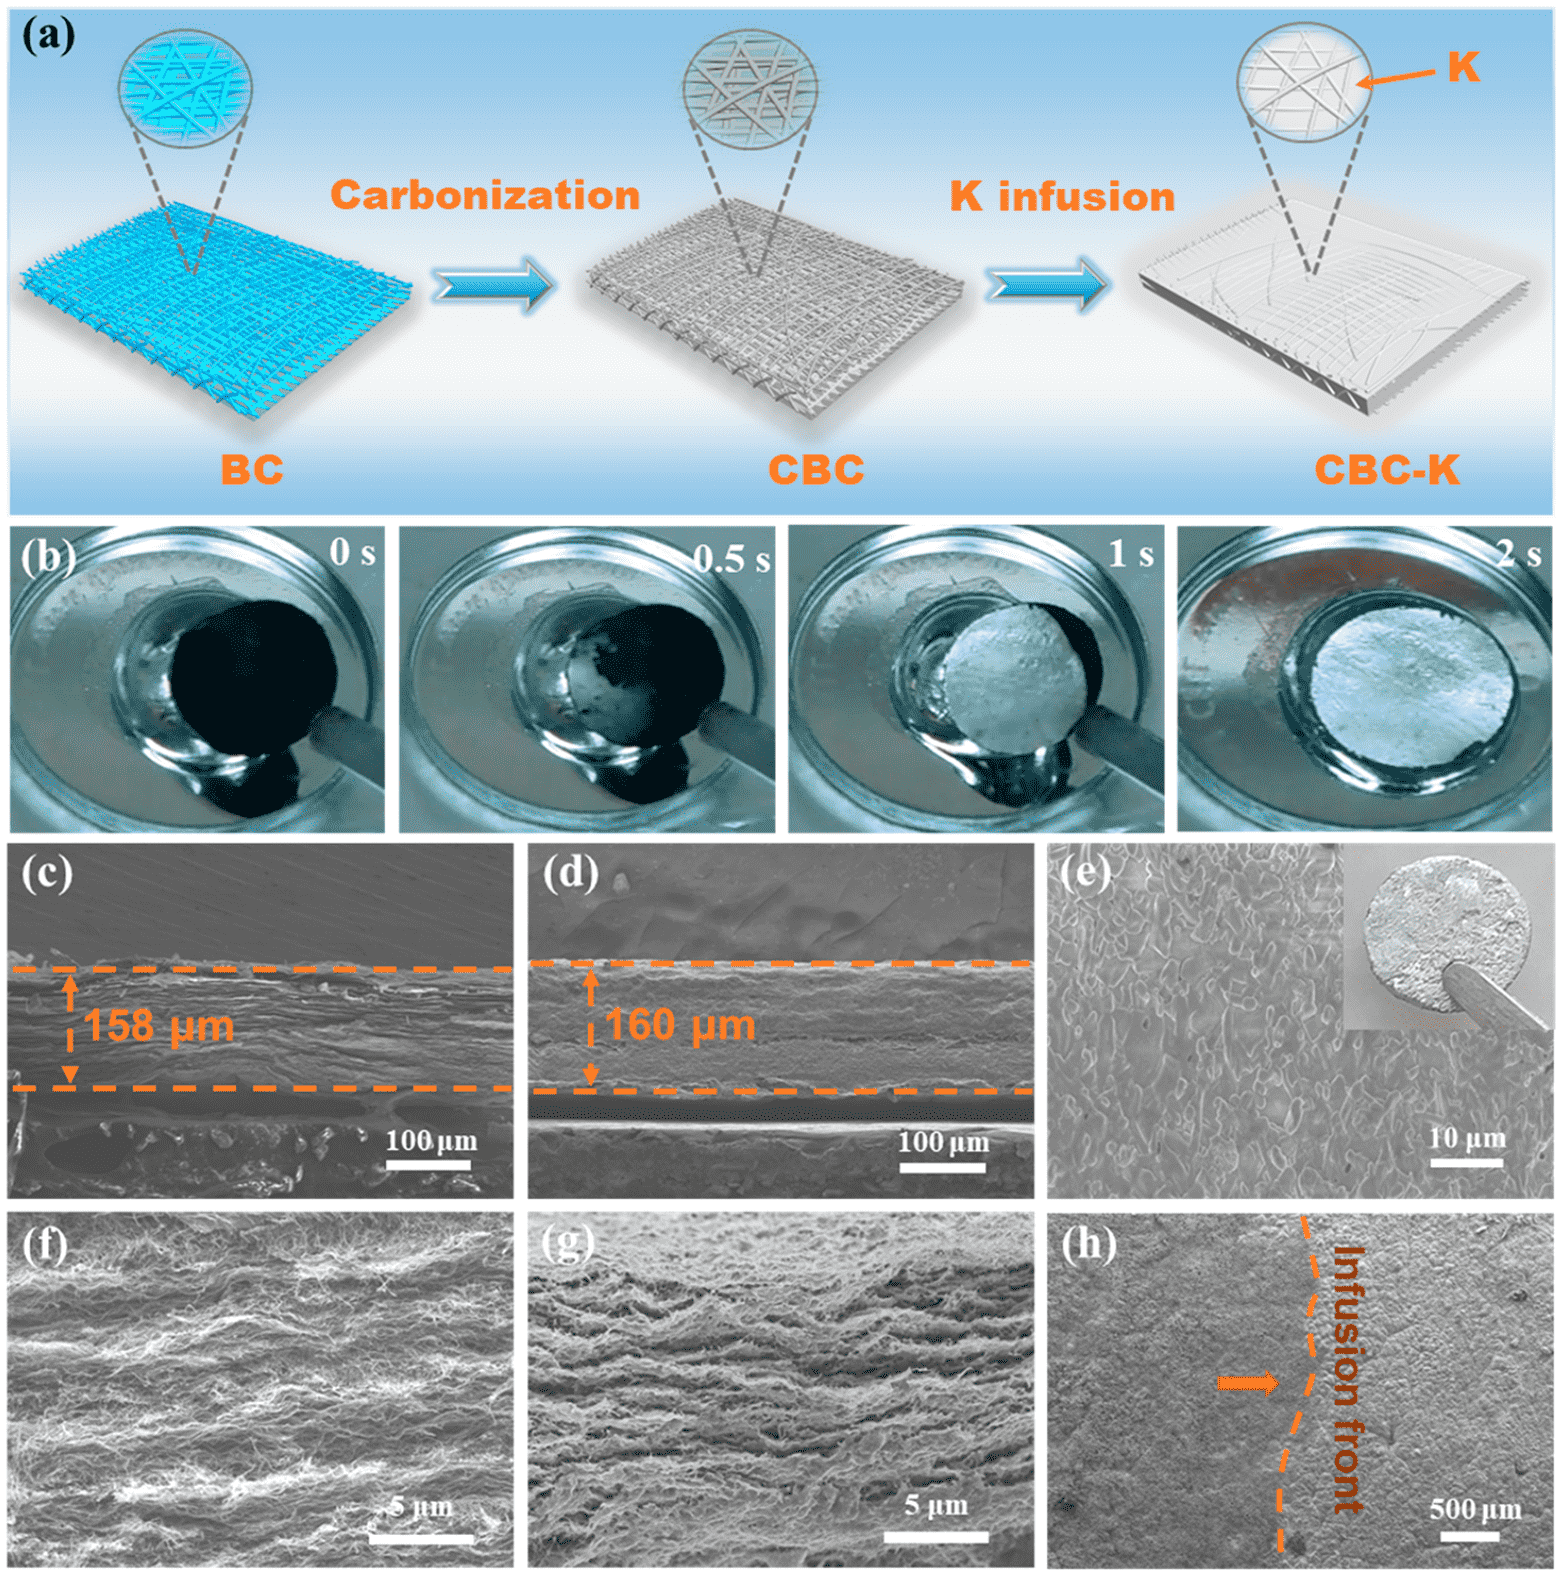 (a)
K
Carbonization
K infusion
BC
CBC
CBC-K
(b)
0 s
0.5 s
1 s
2 s
(c)
158 μm
100 μm
(d)
160 μm
100 μm
(e)
10 μm
(f)
5 μm
(g)
5 μm
(h)
Infusion front
500 μm